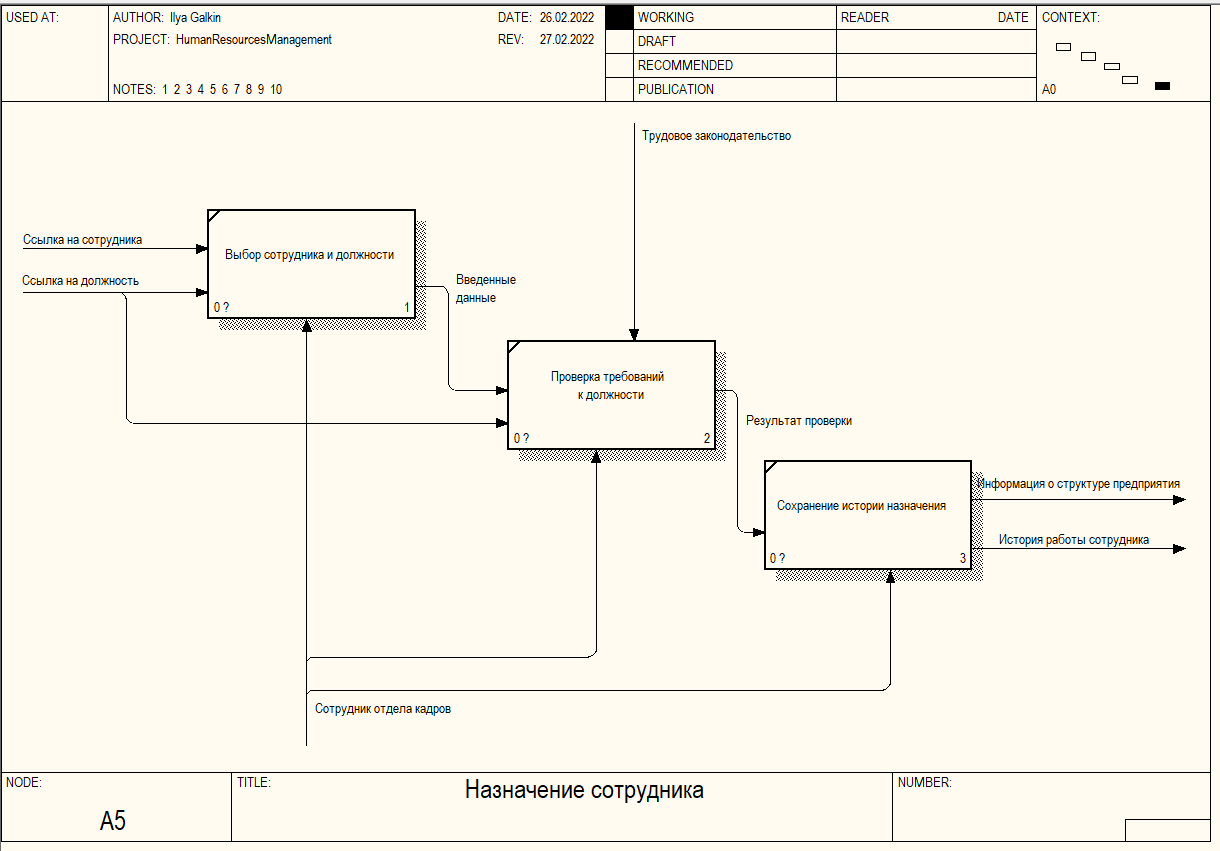 USED AT:
AUTHOR: Ilya Galkin
DATE: 26.02.2022
PROJECT: HumanResourcesManagement
REV: 27.02.2022
NOTES: 1 2 3 4 5 6 7 8 9 10
WORKING
DRAFT
RECOMMENDED
PUBLICATION
READER DATE
CONTEXT:
A0
Трудовое законодательство
Ссылка на сотрудника
Ссылка на должность
Выбор сотрудника и должности
0 ? 1
Введенные
данные
Проверка требований
к должности
0 ? 2
Результат проверки
Сохранение истории назначения
0 ? 3
Информация о структуре предприятия
История работы сотрудника
Сотрудник отдела кадров
NODE:
A5
TITLE:
Назначение сотрудника
NUMBER: